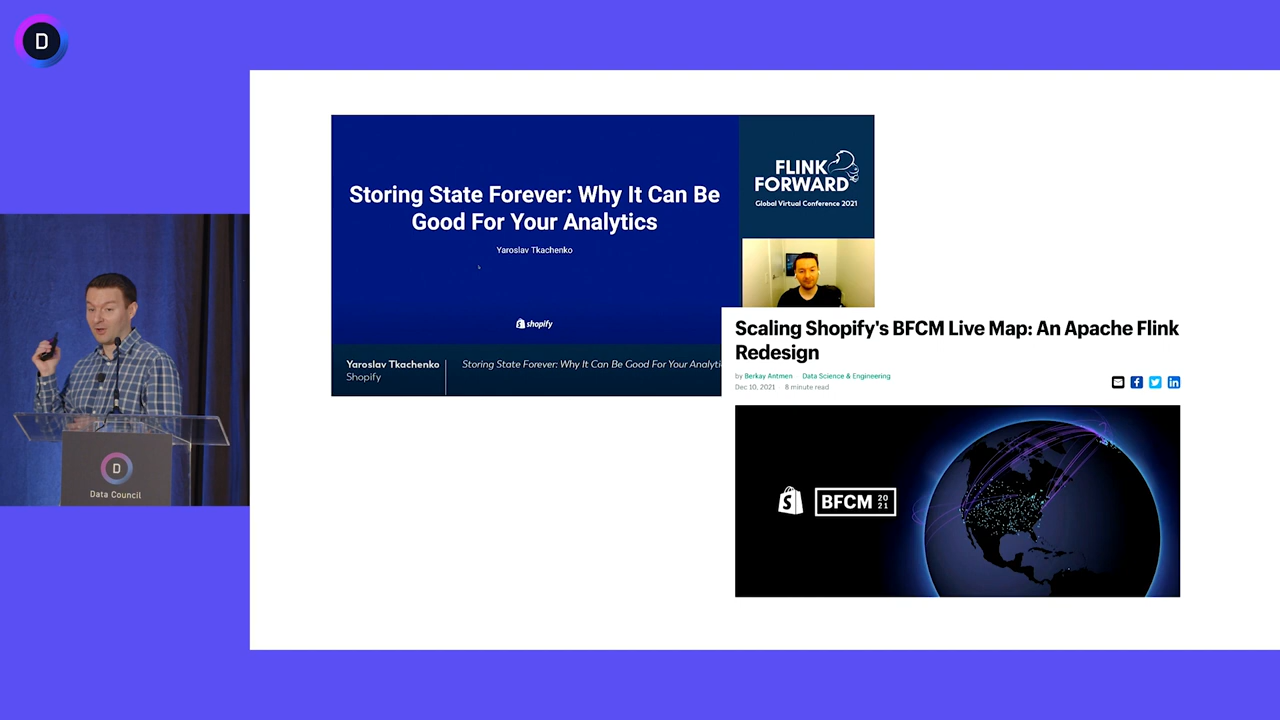 D
Storing State Forever: Why It Can Be
Good For Your Analytics
Yaroslav Tkachenko
shopify
FLINK
FORWARD
Global Virtual Conference 2021
Yaroslav Tkachenko
Shopify
Storing State Forever: Why It Can Be Good For Your Analyti
Scaling Shopify's BFCM Live Map: An Apache Flink
Redesign
by Berkay Antmen Data Science & Engineering
Dec 10, 2021 · 8 minute read
S
BFCM 20
21
D
Data Council